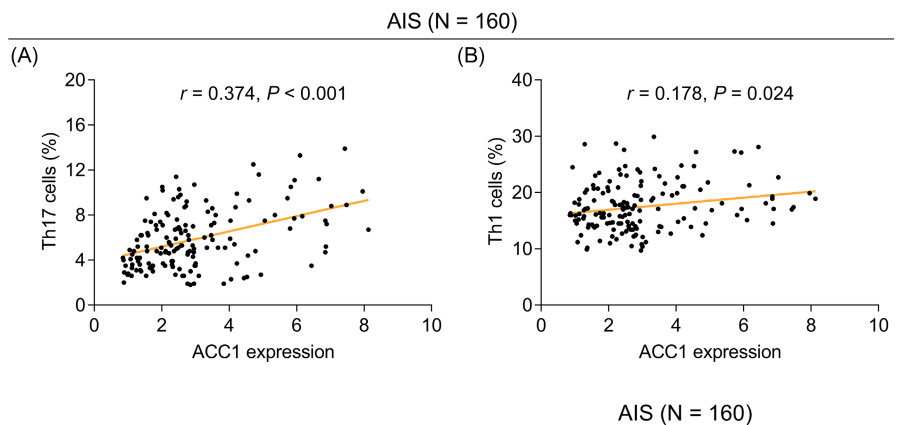 AIS (N = 160)
(A)
r = 0.374, P < 0.001
Th17 cells (%)
20
16
12
8
4
0
0 2 4 6 8 10
ACC1 expression
(B)
r = 0.178, P = 0.024
Th1 cells (%)
40
30
20
10
0
0 2 4 6 8 10
ACC1 expression
AIS (N = 160)